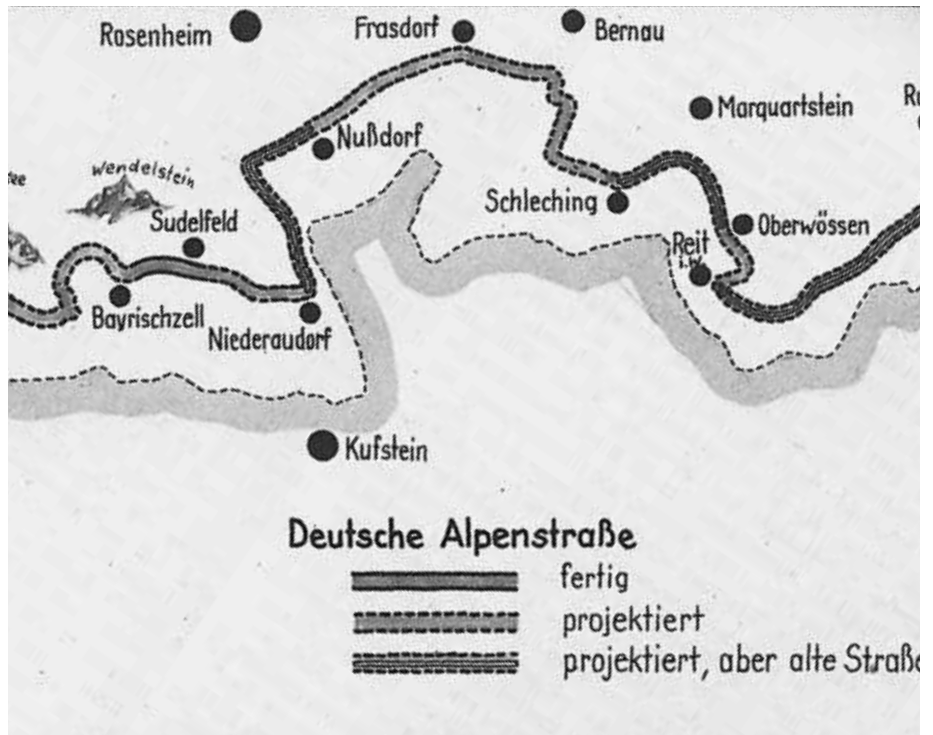 Rosenheim
Frasdorf
Bernau
Marquartstein
Nußdorf
Wendelstein
Sudelfeld
Schleching
Oberwössen
Reit
i.W.
Bayrischzell
Niederaudorf
Kufstein
Deutsche Alpenstraße
fertig
projektiert
projektiert, aber alte Straße